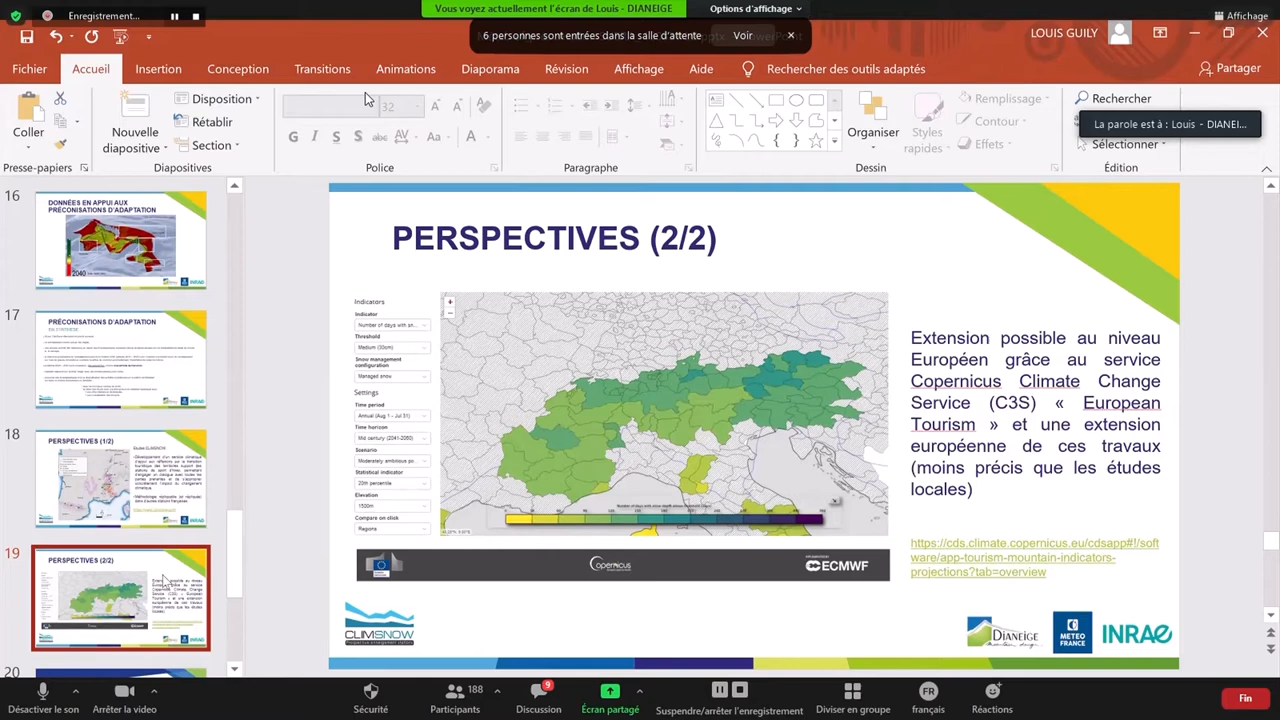 Enregistrement...
Vous voyez actuellement l'écran de Louis - DIANEIGE
Options d'affichage
Affichage
6 personnes sont entrées dans la salle d'attente
Voir
LOUIS GUILY
Fichier
Accueil
Insertion
Conception
Transitions
Animations
Diaporama
Révision
Affichage
Aide
Rechercher des outils adaptés
Partager
Coller
Nouvelle
diapositive
Disposition
Rétablir
Section
32
Organiser
Styles
rapides
Remplissage
Contour
Effets
Rechercher
La parole est à : Louis - DIANEI...
Sélectionner
Presse-papiers
Diapositives
Police
Paragraphe
Dessin
Édition
16
DONNÉES EN APPUI AUX
PRÉCONISATIONS D'ADAPTATION
2040
17
PRÉCONISATIONS D'ADAPTATION
18
PERSPECTIVES (1/2)
19
PERSPECTIVES (2/2)
20
PERSPECTIVES (2/2)
Indicators
Indicator
Number of days with sn...
Threshold
Medium (30cm)
Snow management
configuration
Managed snow
Settings
Time period
Annual (Aug 1 - Jul 31)
Time horizon
Mid century (2041-2060)
Scenario
Moderately ambitious po...
Statistical indicator
20th percentile
Elevation
1500m
Compare on click
Regions
Extension possible au niveau
Européen grâce au service
Copernicus Climate Change
Service (C3S) « European
Tourism » et une extension
européenne de ces travaux
(moins précis que les études
locales)
https://cds.climate.copernicus.eu/cdsapp#!/soft
ware/app-tourism-mountain-indicators-
projections?tab=overview
opernicus
ECMWF
CLIMSNOW
DIANEIGE
METEO
FRANCE
INRAE
Désactiver le son
Arrêter la video
Sécurité
188
Participants
9
Discussion
Écran partagé
Suspendre/arrêter l'enregistrement
Diviser en groupe
FR
français
Réactions
Fin